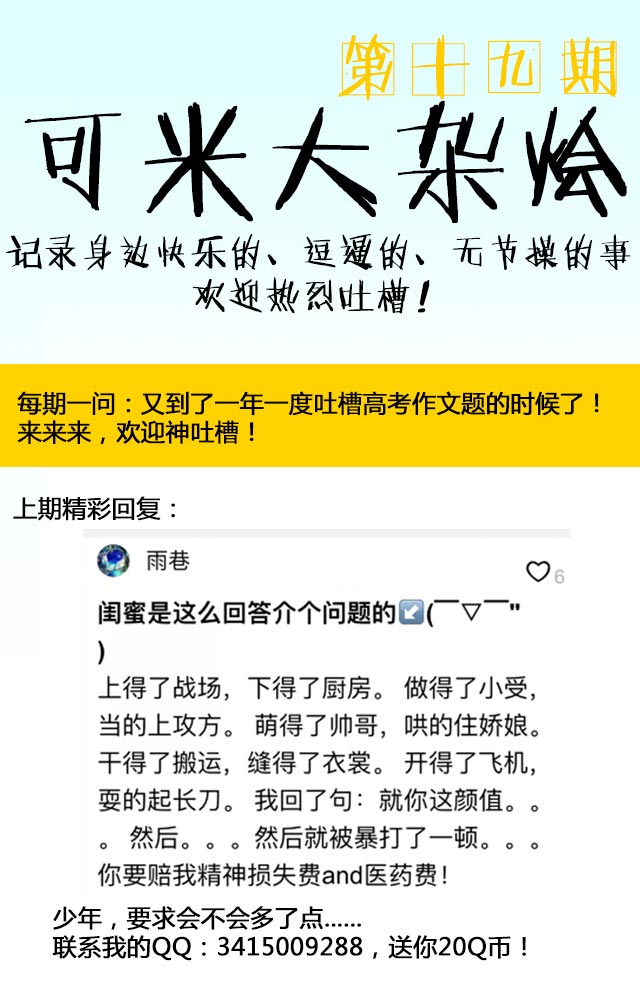 第十九期
可米大杂烩
记录身边快乐的、逗逼的、无节操的事
欢迎热烈吐槽！
每期一问：又到了一年一度吐槽高考作文题的时候了！
来来来，欢迎神吐槽！
上期精彩回复：
雨巷
6
闺蜜是这么回答介个问题的↙️(￣▽￣"
)
上得了战场，下得了厨房。 做得了小受，
当的上攻方。 萌得了帅哥，哄的住娇娘。
干得了搬运，缝得了衣裳。 开得了飞机，
耍的起长刀。 我回了句：就你这颜值。。
。 然后。。。然后就被暴打了一顿。。。
你要赔我精神损失费and医药费！
少年，要求会不会多了点......
联系我的QQ：3415009288，送你20Q币！